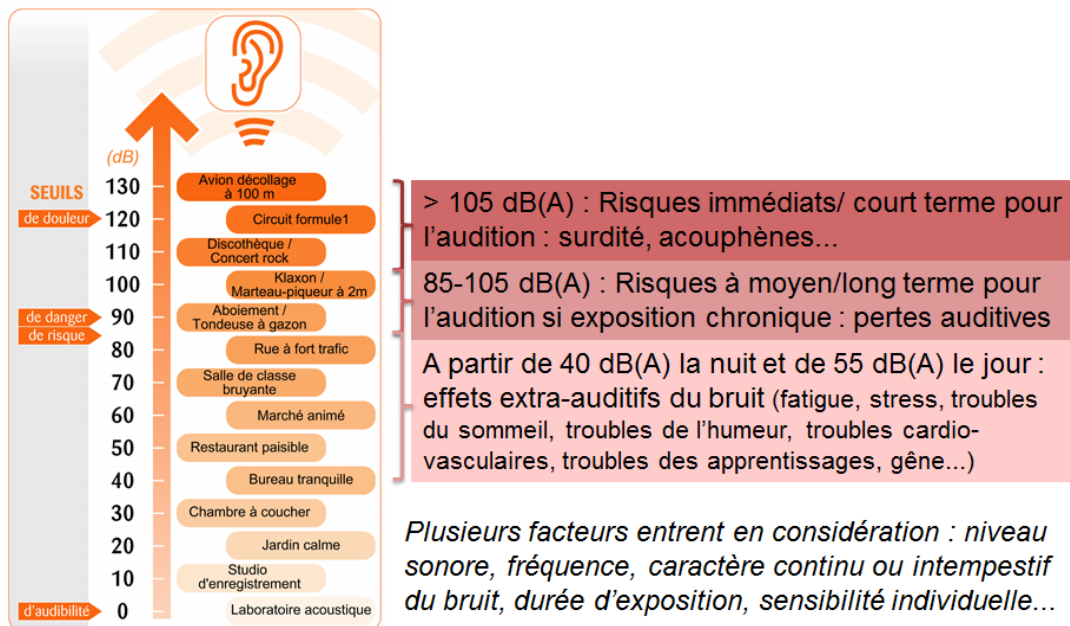 (dB)
SEUILS
130
Avion décollage
à 100 m
de douleur
120
Circuit formule1
110
Discothèque /
Concert rock
100
Klaxon /
Marteau-piqueur à 2m
de danger
90
Aboiement /
Tondeuse à gazon
de risque
80
Rue à fort trafic
70
Salle de classe
bruyante
60
Marché animé
50
Restaurant paisible
40
Bureau tranquille
30
Chambre à coucher
20
Jardin calme
10
Studio
d'enregistrement
d'audibilité
0
Laboratoire acoustique
> 105 dB(A) : Risques immédiats/ court terme pour
l’audition : surdité, acouphènes...
85-105 dB(A) : Risques à moyen/long terme pour
l’audition si exposition chronique : pertes auditives
A partir de 40 dB(A) la nuit et de 55 dB(A) le jour :
effets extra-auditifs du bruit (fatigue, stress, troubles
du sommeil, troubles de l’humeur, troubles cardio-
vasculaires, troubles des apprentissages, gêne...)
Plusieurs facteurs entrent en considération : niveau
sonore, fréquence, caractère continu ou intempestif
du bruit, durée d’exposition, sensibilité individuelle...